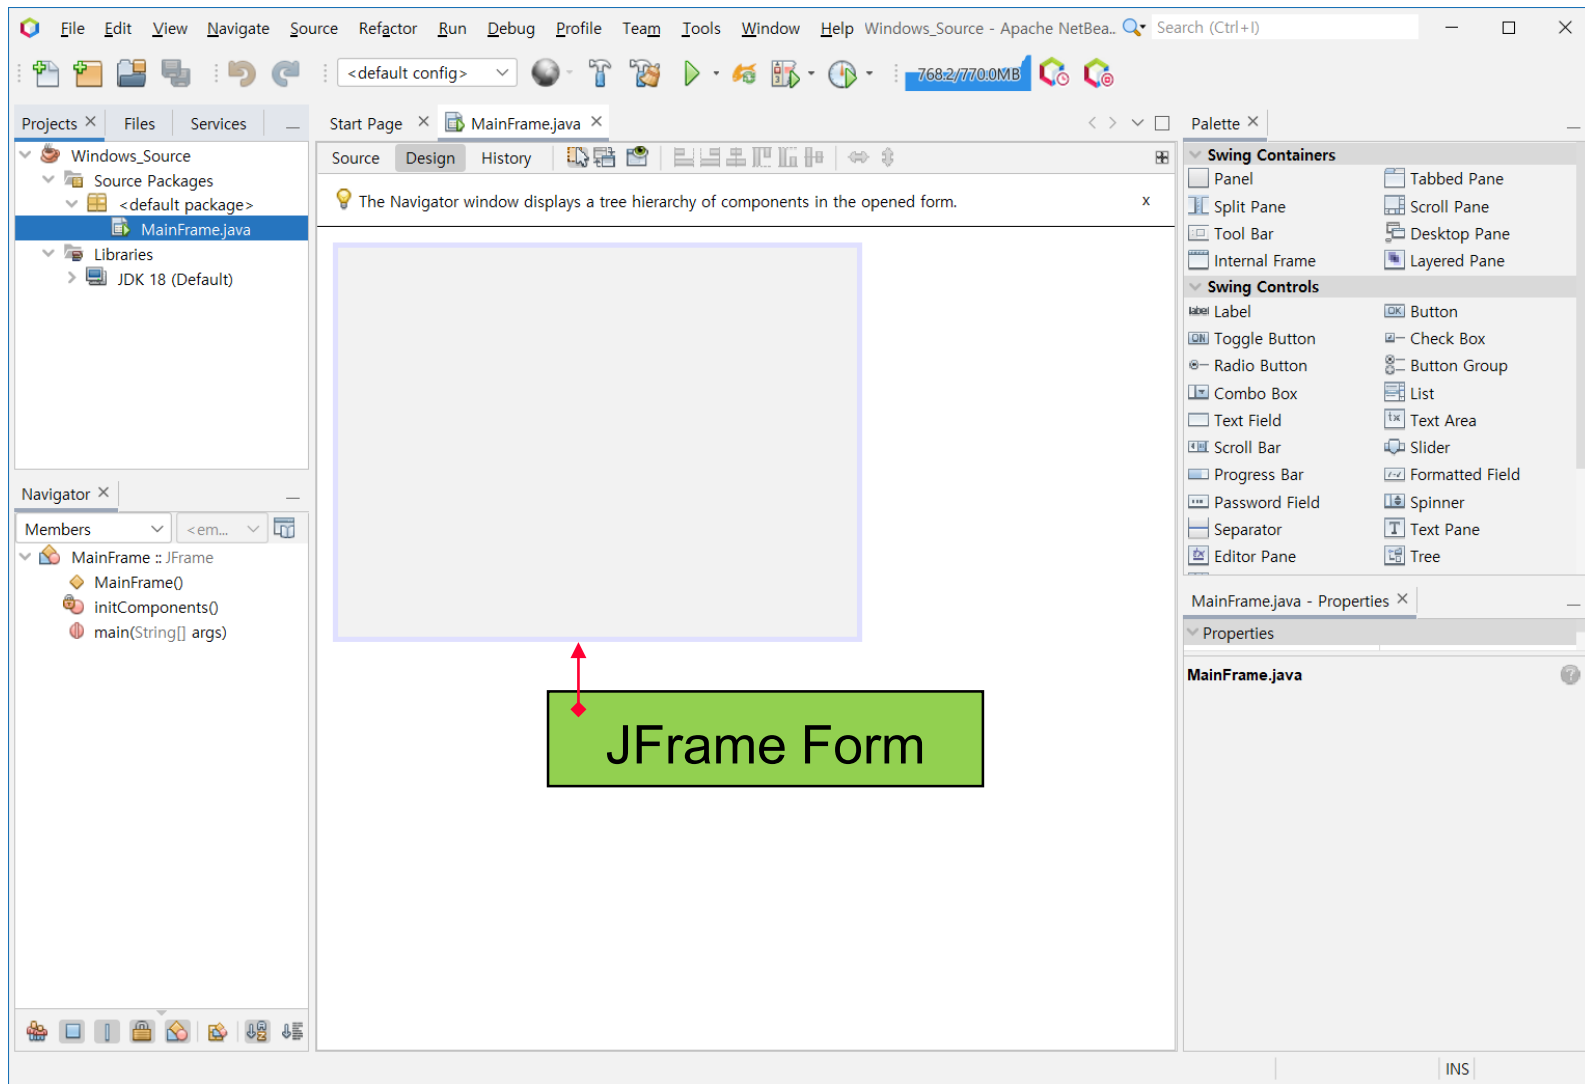 File Edit View Navigate Source Refactor Run Debug Profile Team Tools Window Help Windows_Source - Apache NetBea.. Search (Ctrl+I)
<default config> 768.2/770.0MB
Projects Files Services
Windows_Source
Source Packages
<default package>
MainFrame.java
Libraries
JDK 18 (Default)
Navigator
Members <em...
MainFrame :: JFrame
MainFrame()
initComponents()
main(String[] args)
Start Page MainFrame.java
Source Design History
The Navigator window displays a tree hierarchy of components in the opened form. x
JFrame Form
Palette
Swing Containers
Panel Tabbed Pane
Split Pane Scroll Pane
Tool Bar Desktop Pane
Internal Frame Layered Pane
Swing Controls
label Label OK Button
ON Toggle Button Check Box
Radio Button Button Group
Combo Box List
Text Field Text Area
Scroll Bar Slider
Progress Bar Formatted Field
Password Field Spinner
Separator Text Pane
Editor Pane Tree
MainFrame.java - Properties
Properties
MainFrame.java
INS